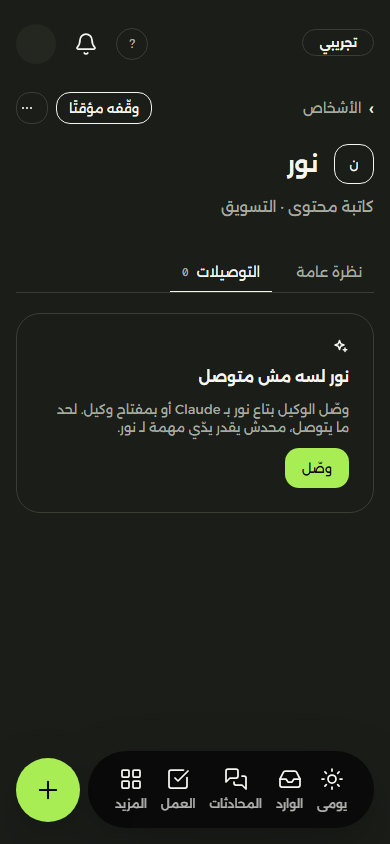 تجريبي
?
الأشخاص
وقّفه مؤقتًا
...
ن
نور
كاتبة محتوى · التسويق
نظرة عامة
التوصيلات 0
نور لسه مش متوصل
وصّل الوكيل بتاع نور بـ Claude أو بمفتاح وكيل. لحد
ما يتوصل، محدش يقدر يدّي مهمة لـ نور.
وصّل
يومي
الوارد
المحادثات
العمل
المزيد